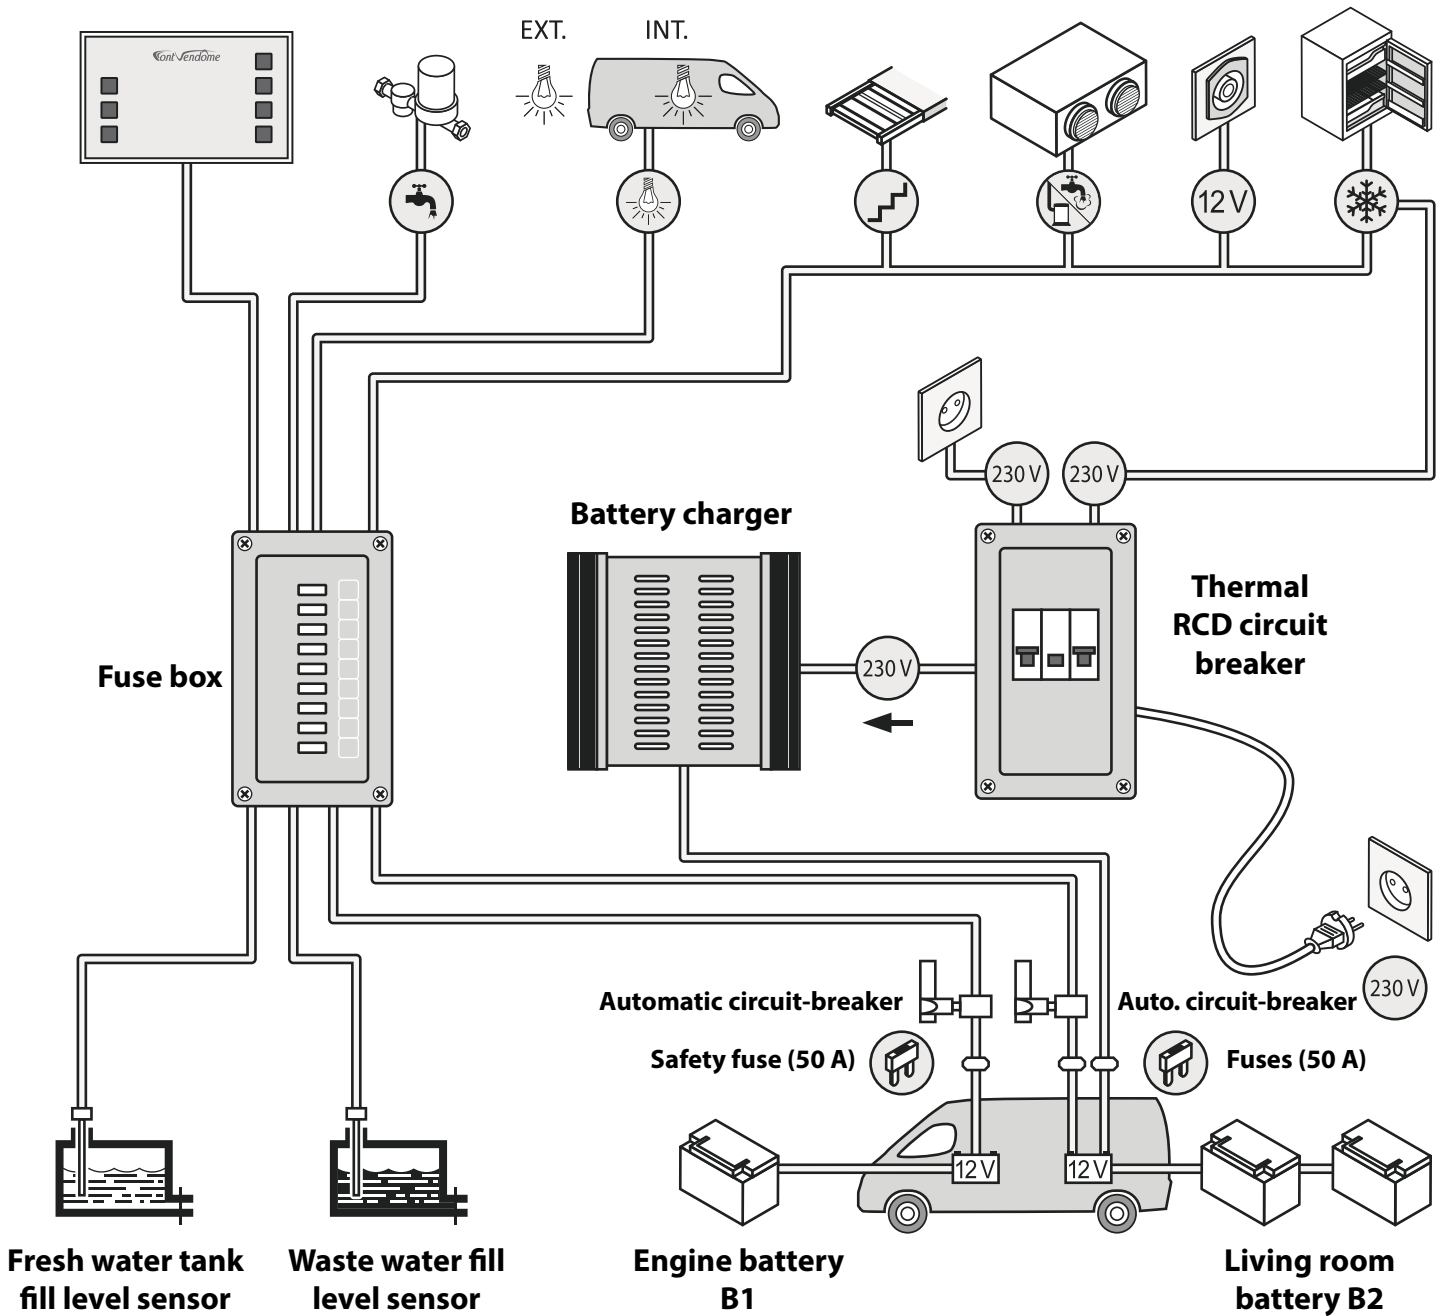 EXT.
INT.
Font Vendôme
12 V
230 V
230 V
Battery charger
Thermal
RCD circuit
breaker
Fuse box
230 V
Automatic circuit-breaker
Auto. circuit-breaker
230 V
Safety fuse (50 A)
Fuses (50 A)
12 V
12 V
Fresh water tank
fill level sensor
Waste water fill
level sensor
Engine battery
B1
Living room
battery B2